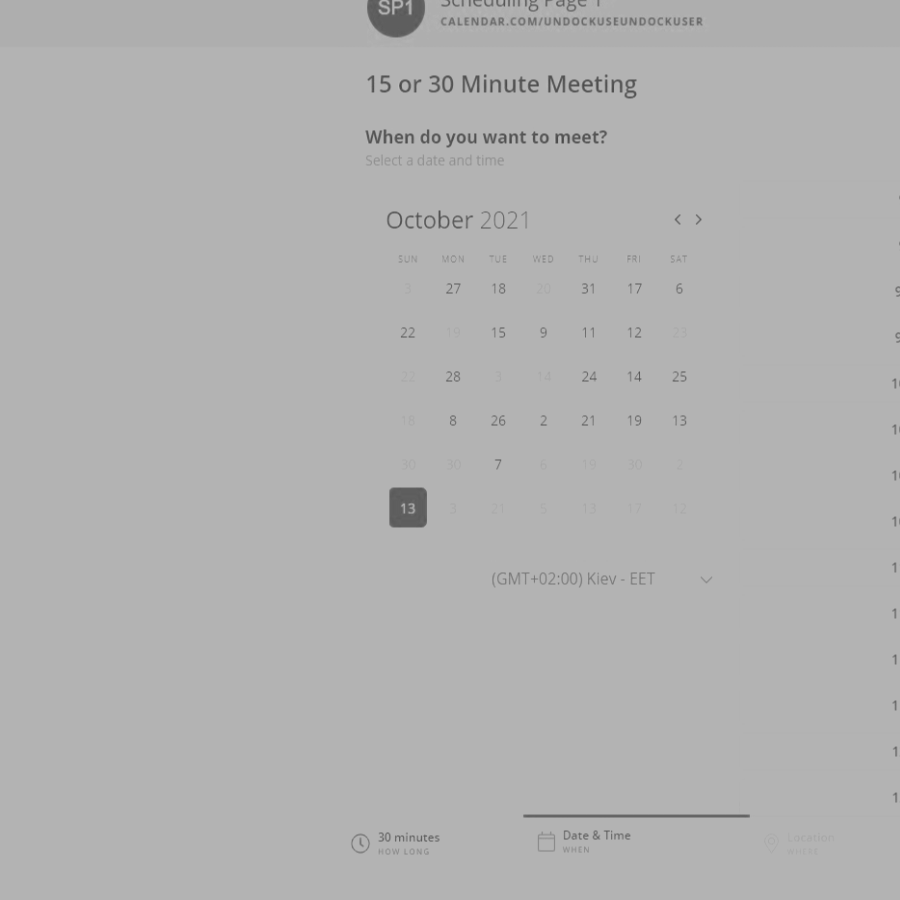 SP1
Scheduling Page 1
CALENDAR.COM/UNDOCKUSEUNDOCKUSER
15 or 30 Minute Meeting
When do you want to meet?
Select a date and time
October 2021
SUN MON TUE WED THU FRI SAT
3 27 18 20 31 17 6
22 19 15 9 11 12 23
22 28 3 14 24 14 25
18 8 26 2 21 19 13
30 30 7 6 19 30 2
13 3 21 5 13 17 12
(GMT+02:00) Kiev - EET
30 minutes
HOW LONG
Date & Time
WHEN
Location
WHERE